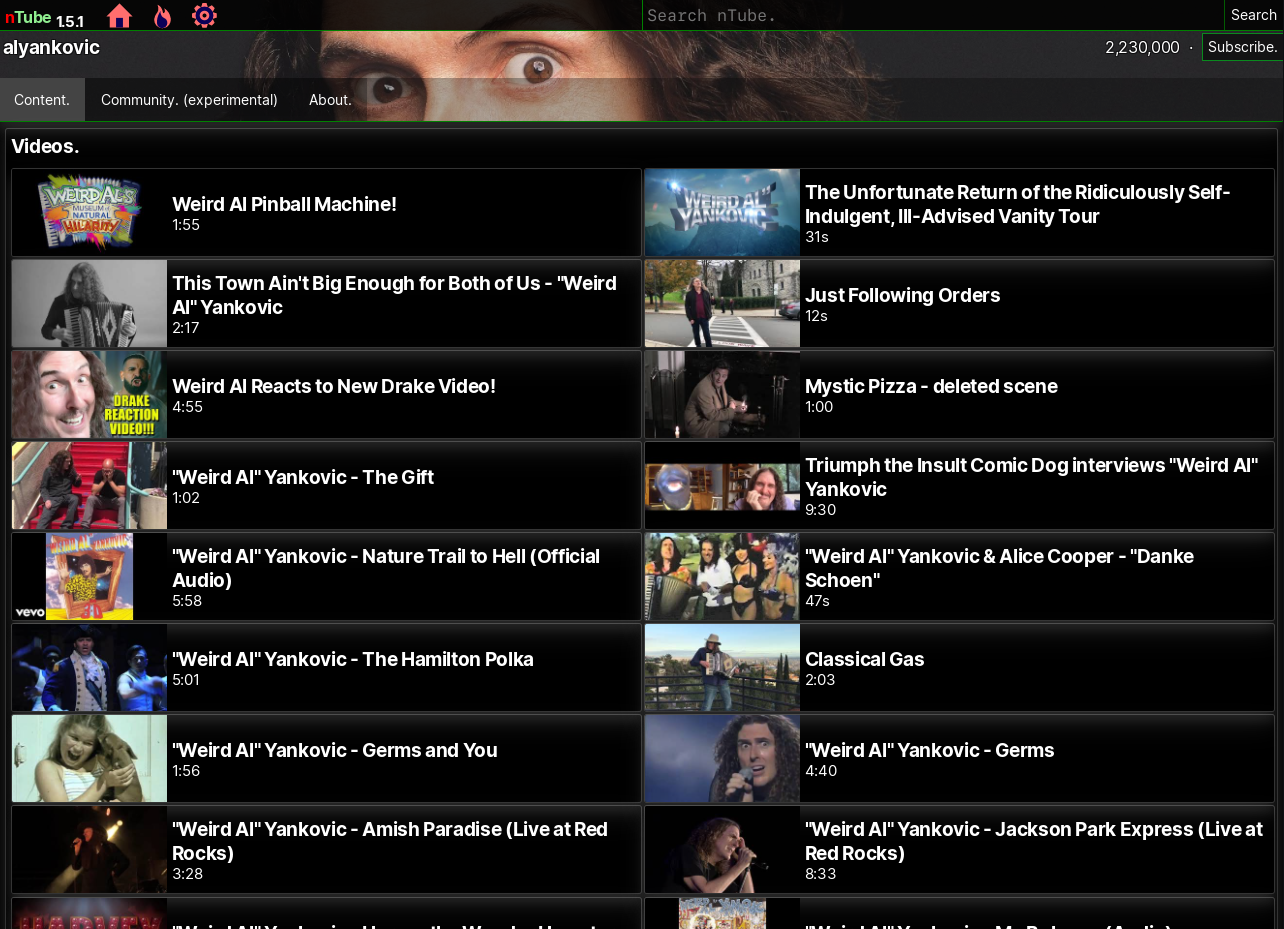 nTube 1.5.1
Search nTube.
Search
alyankovic
2,230,000 · Subscribe.
Content.
Community. (experimental)
About.
Videos.
WEIRD AL'S
MUSEUM of
NATURAL
HILARITY
Weird Al Pinball Machine!
1:55
WEIRD AL
YANKOVIC
The Unfortunate Return of the Ridiculously Self-
Indulgent, Ill-Advised Vanity Tour
31s
This Town Ain't Big Enough for Both of Us - "Weird
Al" Yankovic
2:17
Just Following Orders
12s
DRAKE
REACTION
VIDEO!!!
Weird Al Reacts to New Drake Video!
4:55
Mystic Pizza - deleted scene
1:00
"Weird Al" Yankovic - The Gift
1:02
Triumph the Insult Comic Dog interviews "Weird Al"
Yankovic
9:30
vevo
"Weird Al" Yankovic - Nature Trail to Hell (Official
Audio)
5:58
"Weird Al" Yankovic & Alice Cooper - "Danke
Schoen"
47s
"Weird Al" Yankovic - The Hamilton Polka
5:01
Classical Gas
2:03
"Weird Al" Yankovic - Germs and You
1:56
"Weird Al" Yankovic - Germs
4:40
"Weird Al" Yankovic - Amish Paradise (Live at Red
Rocks)
3:28
"Weird Al" Yankovic - Jackson Park Express (Live at
Red Rocks)
8:33